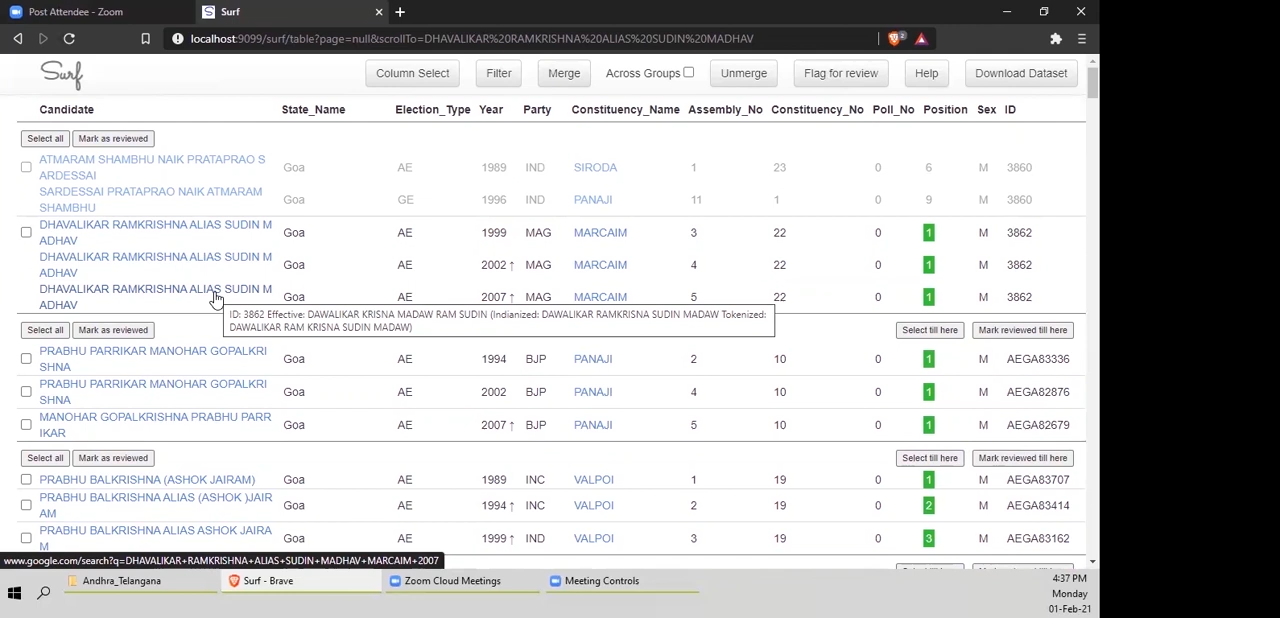 Post Attendee - Zoom
Surf
localhost:9099/surf/table?page=null&scrollTo=DHAVALIKAR%20RAMKRISHNA%20ALIAS%20SUDIN%20MADHAV
2
Surf
Column Select Filter Merge Across Groups Unmerge Flag for review Help Download Dataset
Candidate State_Name Election_Type Year Party Constituency_Name Assembly_No Constituency_No Poll_No Position Sex ID
Select all Mark as reviewed
ATMARAM SHAMBHU NAIK PRATAPRAO S
ARDESSAI
Goa AE 1989 IND SIRODA 1 23 0 6 M 3860
SARDESSAI PRATAPRAO NAIK ATMARAM
SHAMBHU
Goa GE 1996 IND PANAJI 11 1 0 9 M 3860
DHAVALIKAR RAMKRISHNA ALIAS SUDIN M
ADHAV
Goa AE 1999 MAG MARCAIM 3 22 0 1 M 3862
DHAVALIKAR RAMKRISHNA ALIAS SUDIN M
ADHAV
Goa AE 2002 ↑ MAG MARCAIM 4 22 0 1 M 3862
DHAVALIKAR RAMKRISHNA ALIAS SUDIN M
ADHAV
Goa AE 2007 ↑ MAG MARCAIM 5 22 0 1 M 3862
ID: 3862 Effective: DAWALIKAR KRISNA MADAW RAM SUDIN (Indianized: DAWALIKAR RAMKRISNA SUDIN MADAW Tokenized:
DAWALIKAR RAM KRISNA SUDIN MADAW)
Select all Mark as reviewed Select till here Mark reviewed till here
PRABHU PARRIKAR MANOHAR GOPALKRI
SHNA
Goa AE 1994 BJP PANAJI 2 10 0 1 M AEGA83336
PRABHU PARRIKAR MANOHAR GOPALKRI
SHNA
Goa AE 2002 BJP PANAJI 4 10 0 1 M AEGA82876
MANOHAR GOPALKRISHNA PRABHU PARR
IKAR
Goa AE 2007 ↑ BJP PANAJI 5 10 0 1 M AEGA82679
Select all Mark as reviewed Select till here Mark reviewed till here
PRABHU BALKRISHNA (ASHOK JAIRAM) Goa AE 1989 INC VALPOI 1 19 0 1 M AEGA83707
PRABHU BALKRISHNA ALIAS (ASHOK )JAIR
AM
Goa AE 1994 ↑ INC VALPOI 2 19 0 2 M AEGA83414
PRABHU BALKRISHNA ALIAS ASHOK JAIRA
M
Goa AE 1999 ↑ IND VALPOI 3 19 0 3 M AEGA83162
www.google.com/search?q=DHAVALIKAR+RAMKRISHNA+ALIAS+SUDIN+MADHAV+MARCAIM+2007
Andhra_Telangana Surf - Brave Zoom Cloud Meetings Meeting Controls
4:37 PM
Monday
01-Feb-21